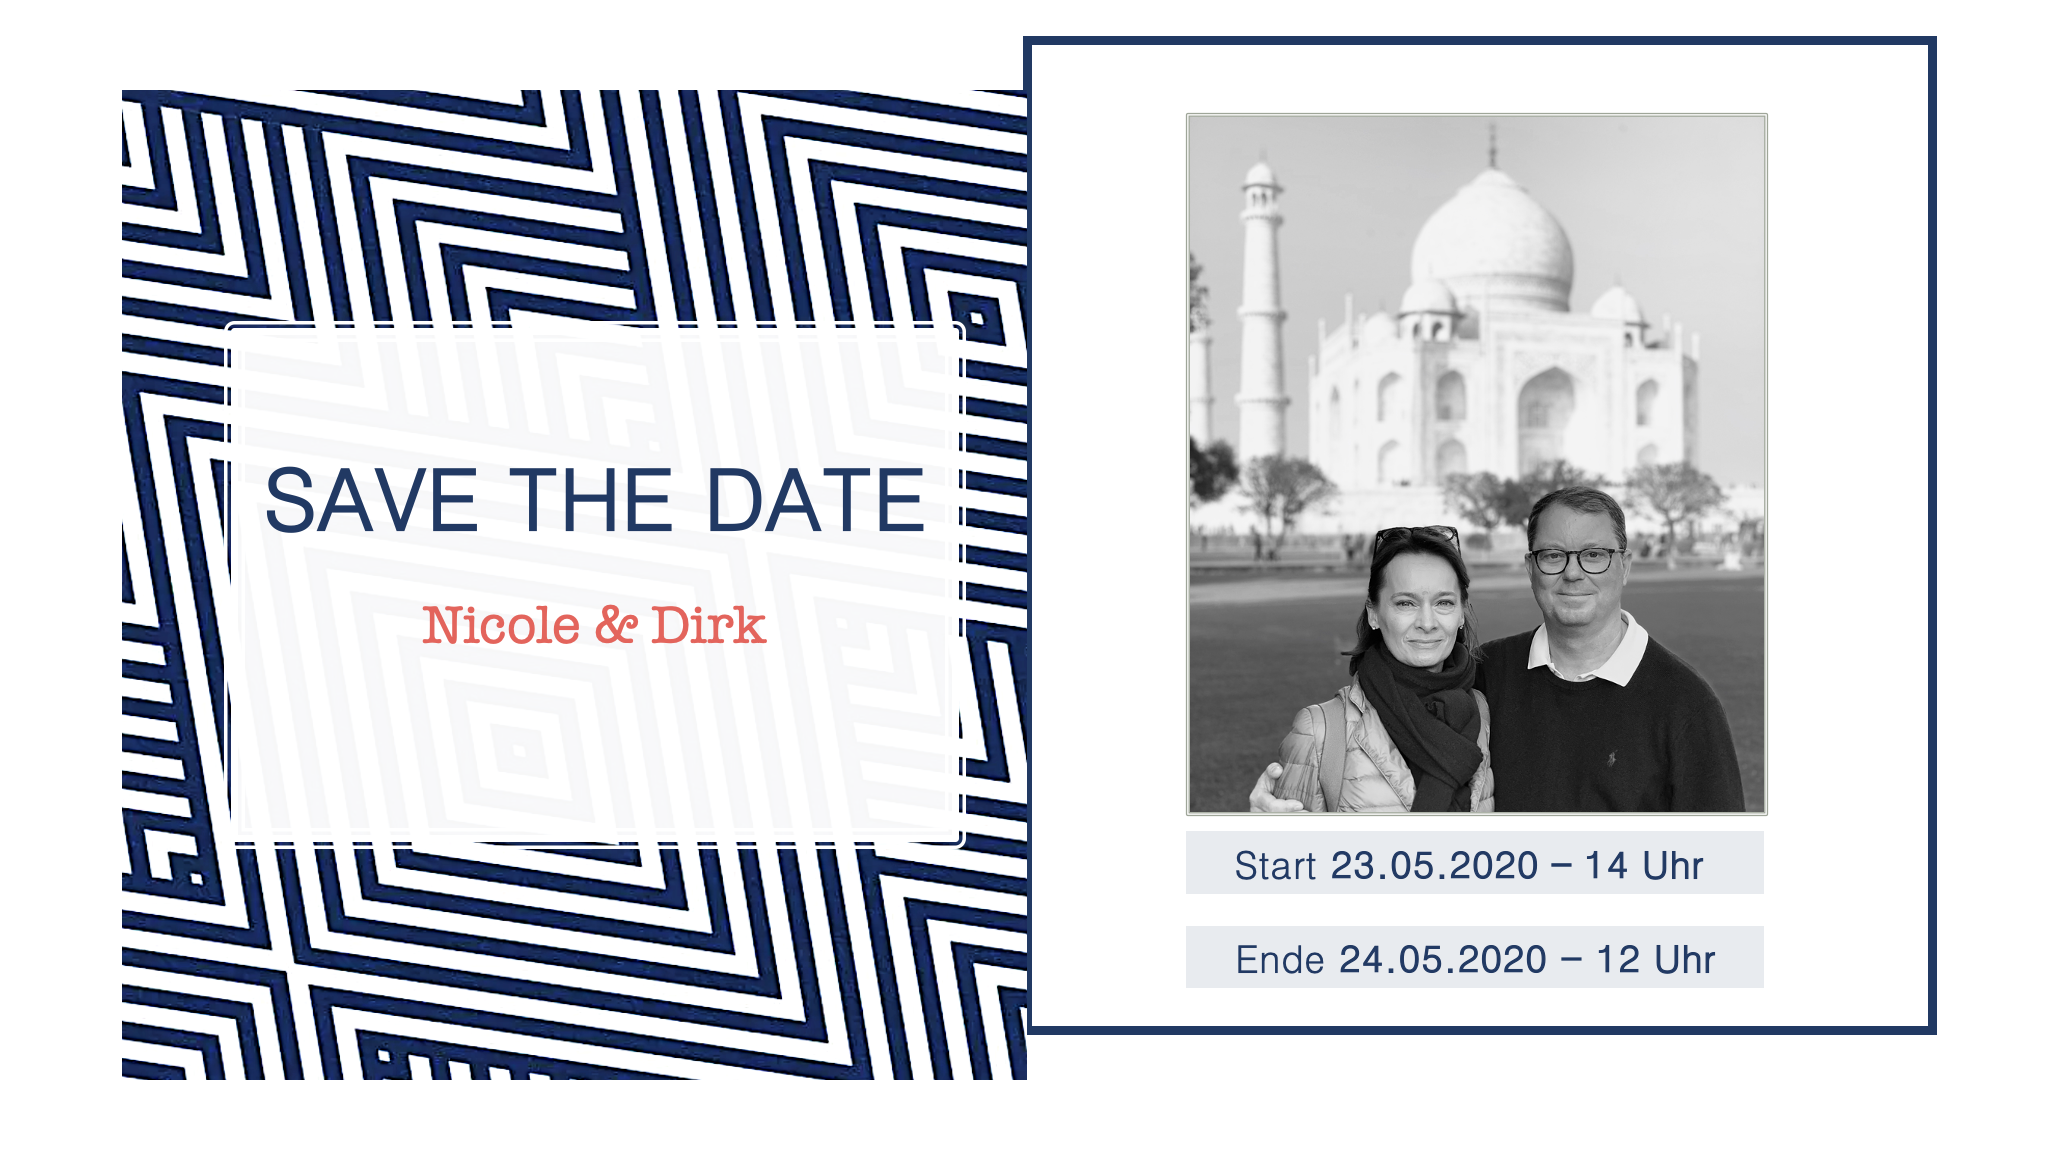 SAVE THE DATE
Nicole & Dirk
Start 23.05.2020 – 14 Uhr
Ende 24.05.2020 – 12 Uhr